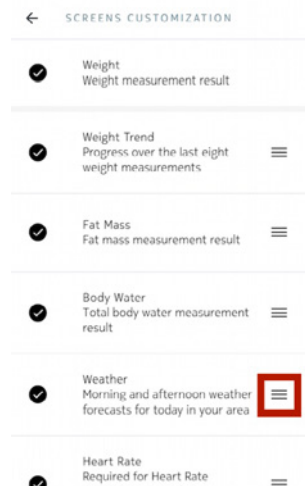 SCREENS CUSTOMIZATION
Weight
Weight measurement result
Weight Trend
Progress over the last eight
weight measurements
Fat Mass
Fat mass measurement result
Body Water
Total body water measurement
result
Weather
Morning and afternoon weather
forecasts for today in your area
Heart Rate
Required for Heart Rate